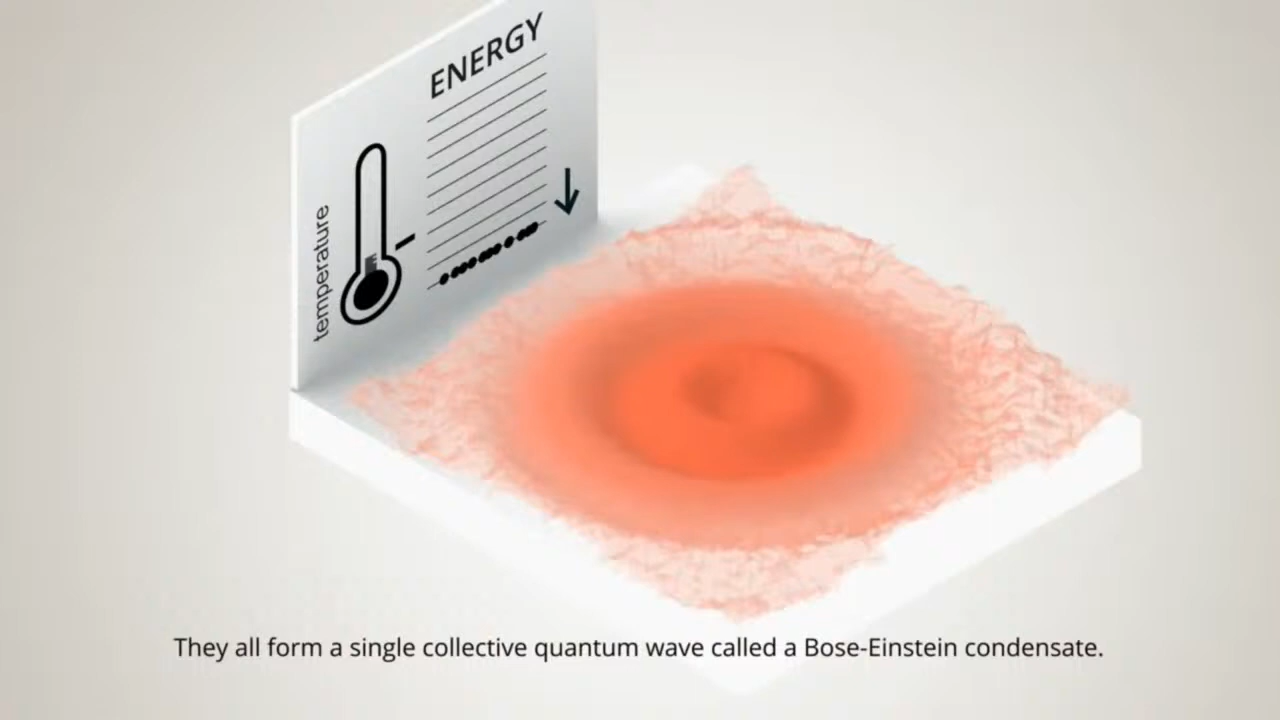 ENERGY
temperature
They all form a single collective quantum wave called a Bose-Einstein condensate.